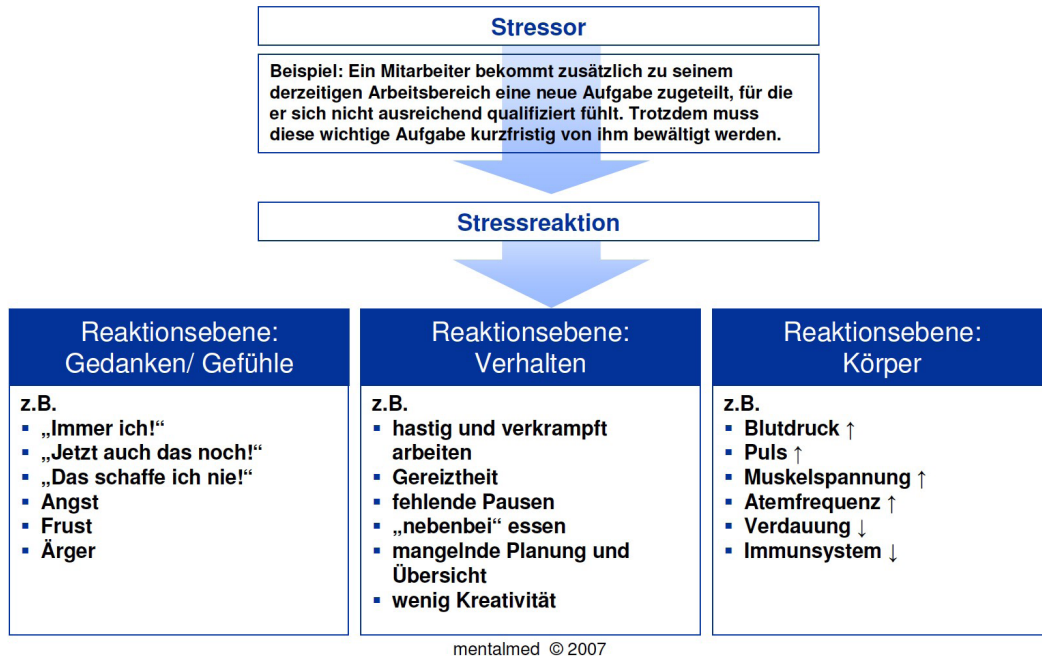 Stressor
Beispiel: Ein Mitarbeiter bekommt zusätzlich zu seinem
derzeitigen Arbeitsbereich eine neue Aufgabe zugeteilt, für die
er sich nicht ausreichend qualifiziert fühlt. Trotzdem muss
diese wichtige Aufgabe kurzfristig von ihm bewältigt werden.
Stressreaktion
Reaktionsebene:
Gedanken/ Gefühle
z.B.
▪ „Immer ich!“
▪ „Jetzt auch das noch!“
▪ „Das schaffe ich nie!“
▪ Angst
▪ Frust
▪ Ärger
Reaktionsebene:
Verhalten
z.B.
▪ hastig und verkrampft
arbeiten
▪ Gereiztheit
▪ fehlende Pausen
▪ „nebenbei“ essen
▪ mangelnde Planung und
Übersicht
▪ wenig Kreativität
Reaktionsebene:
Körper
z.B.
▪ Blutdruck ↑
▪ Puls ↑
▪ Muskelspannung ↑
▪ Atemfrequenz ↑
▪ Verdauung ↓
▪ Immunsystem ↓
mentalmed © 2007